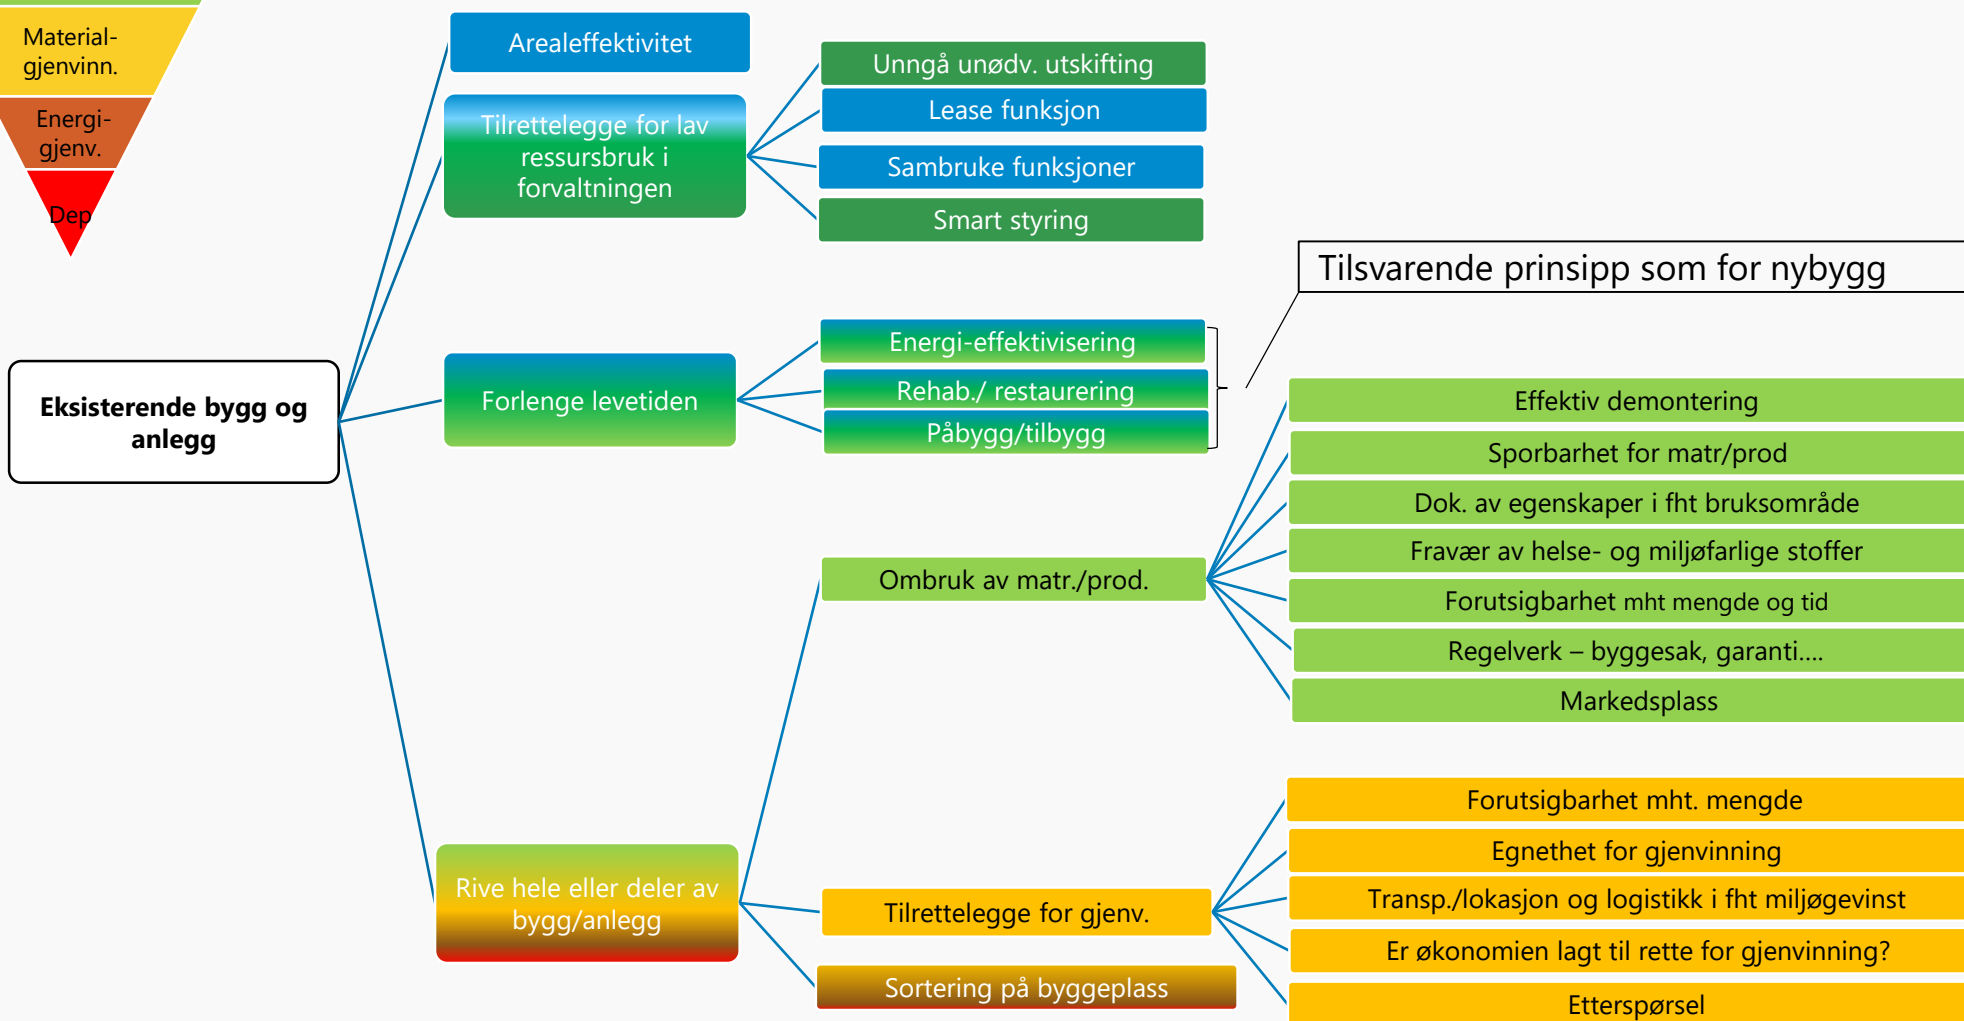 Material-
gjenvinn.
Energi-
gjenv.
Dep
Eksisterende bygg og
anlegg
Arealeffektivitet
Tilrettelegge for lav
ressursbruk i
forvaltningen
Unngå unødv. utskifting
Lease funksjon
Sambruke funksjoner
Smart styring
Forlenge levetiden
Energi-effektivisering
Rehab./ restaurering
Påbygg/tilbygg
Tilsvarende prinsipp som for nybygg
Rive hele eller deler av
bygg/anlegg
Ombruk av matr./prod.
Effektiv demontering
Sporbarhet for matr/prod
Dok. av egenskaper i fht bruksområde
Fravær av helse- og miljøfarlige stoffer
Forutsigbarhet mht mengde og tid
Regelverk – byggesak, garanti....
Markedsplass
Tilrettelegge for gjenv.
Forutsigbarhet mht. mengde
Egnethet for gjenvinning
Transp./lokasjon og logistikk i fht miljøgevinst
Er økonomien lagt til rette for gjenvinning?
Etterspørsel
Sortering på byggeplass